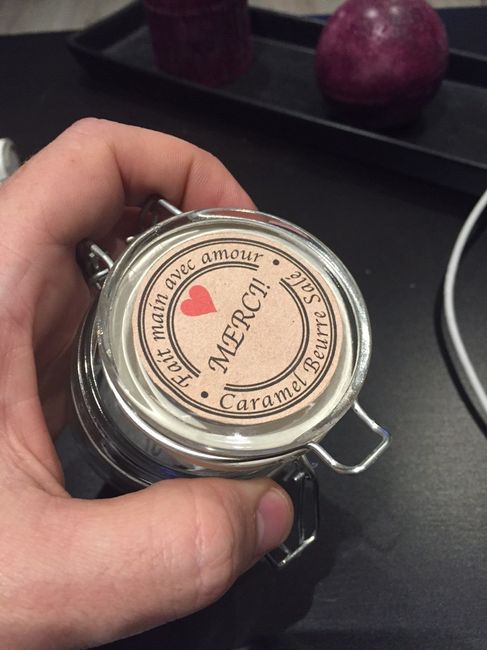 Fait main avec amour •
MERCI!
Caramel Beurre Salé •